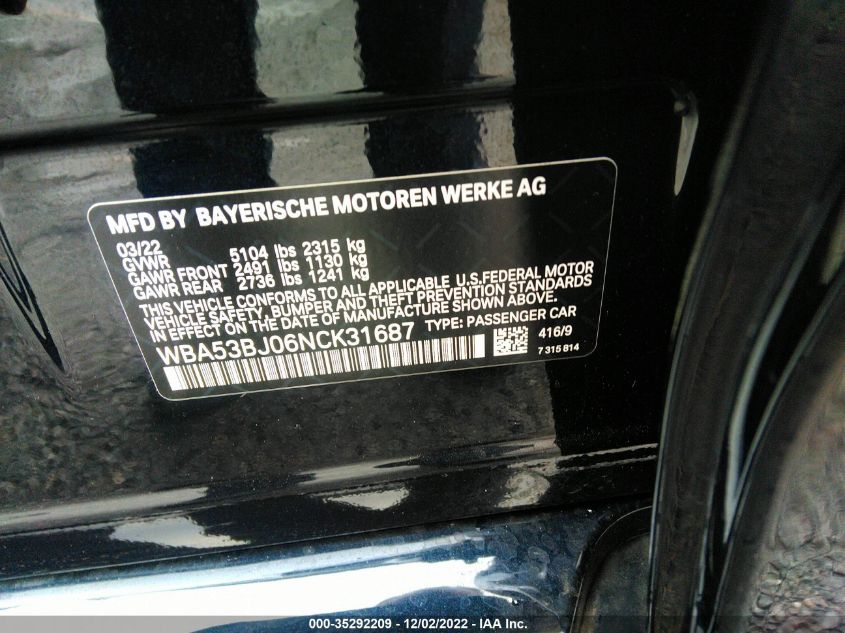 MFD BY BAYERISCHE MOTOREN WERKE AG
03/22
GVWR 5104 lbs 2315 kg
GAWR FRONT 2491 lbs 1130 kg
GAWR REAR 2736 lbs 1241 kg
THIS VEHICLE CONFORMS TO ALL APPLICABLE U.S.FEDERAL MOTOR
VEHICLE SAFETY, BUMPER AND THEFT PREVENTION STANDARDS
IN EFFECT ON THE DATE OF MANUFACTURE SHOWN ABOVE.
WBA53BJ06NCK31687 TYPE: PASSENGER CAR
416/9
7 315 814
000-35292209 - 12/02/2022 - IAA Inc.